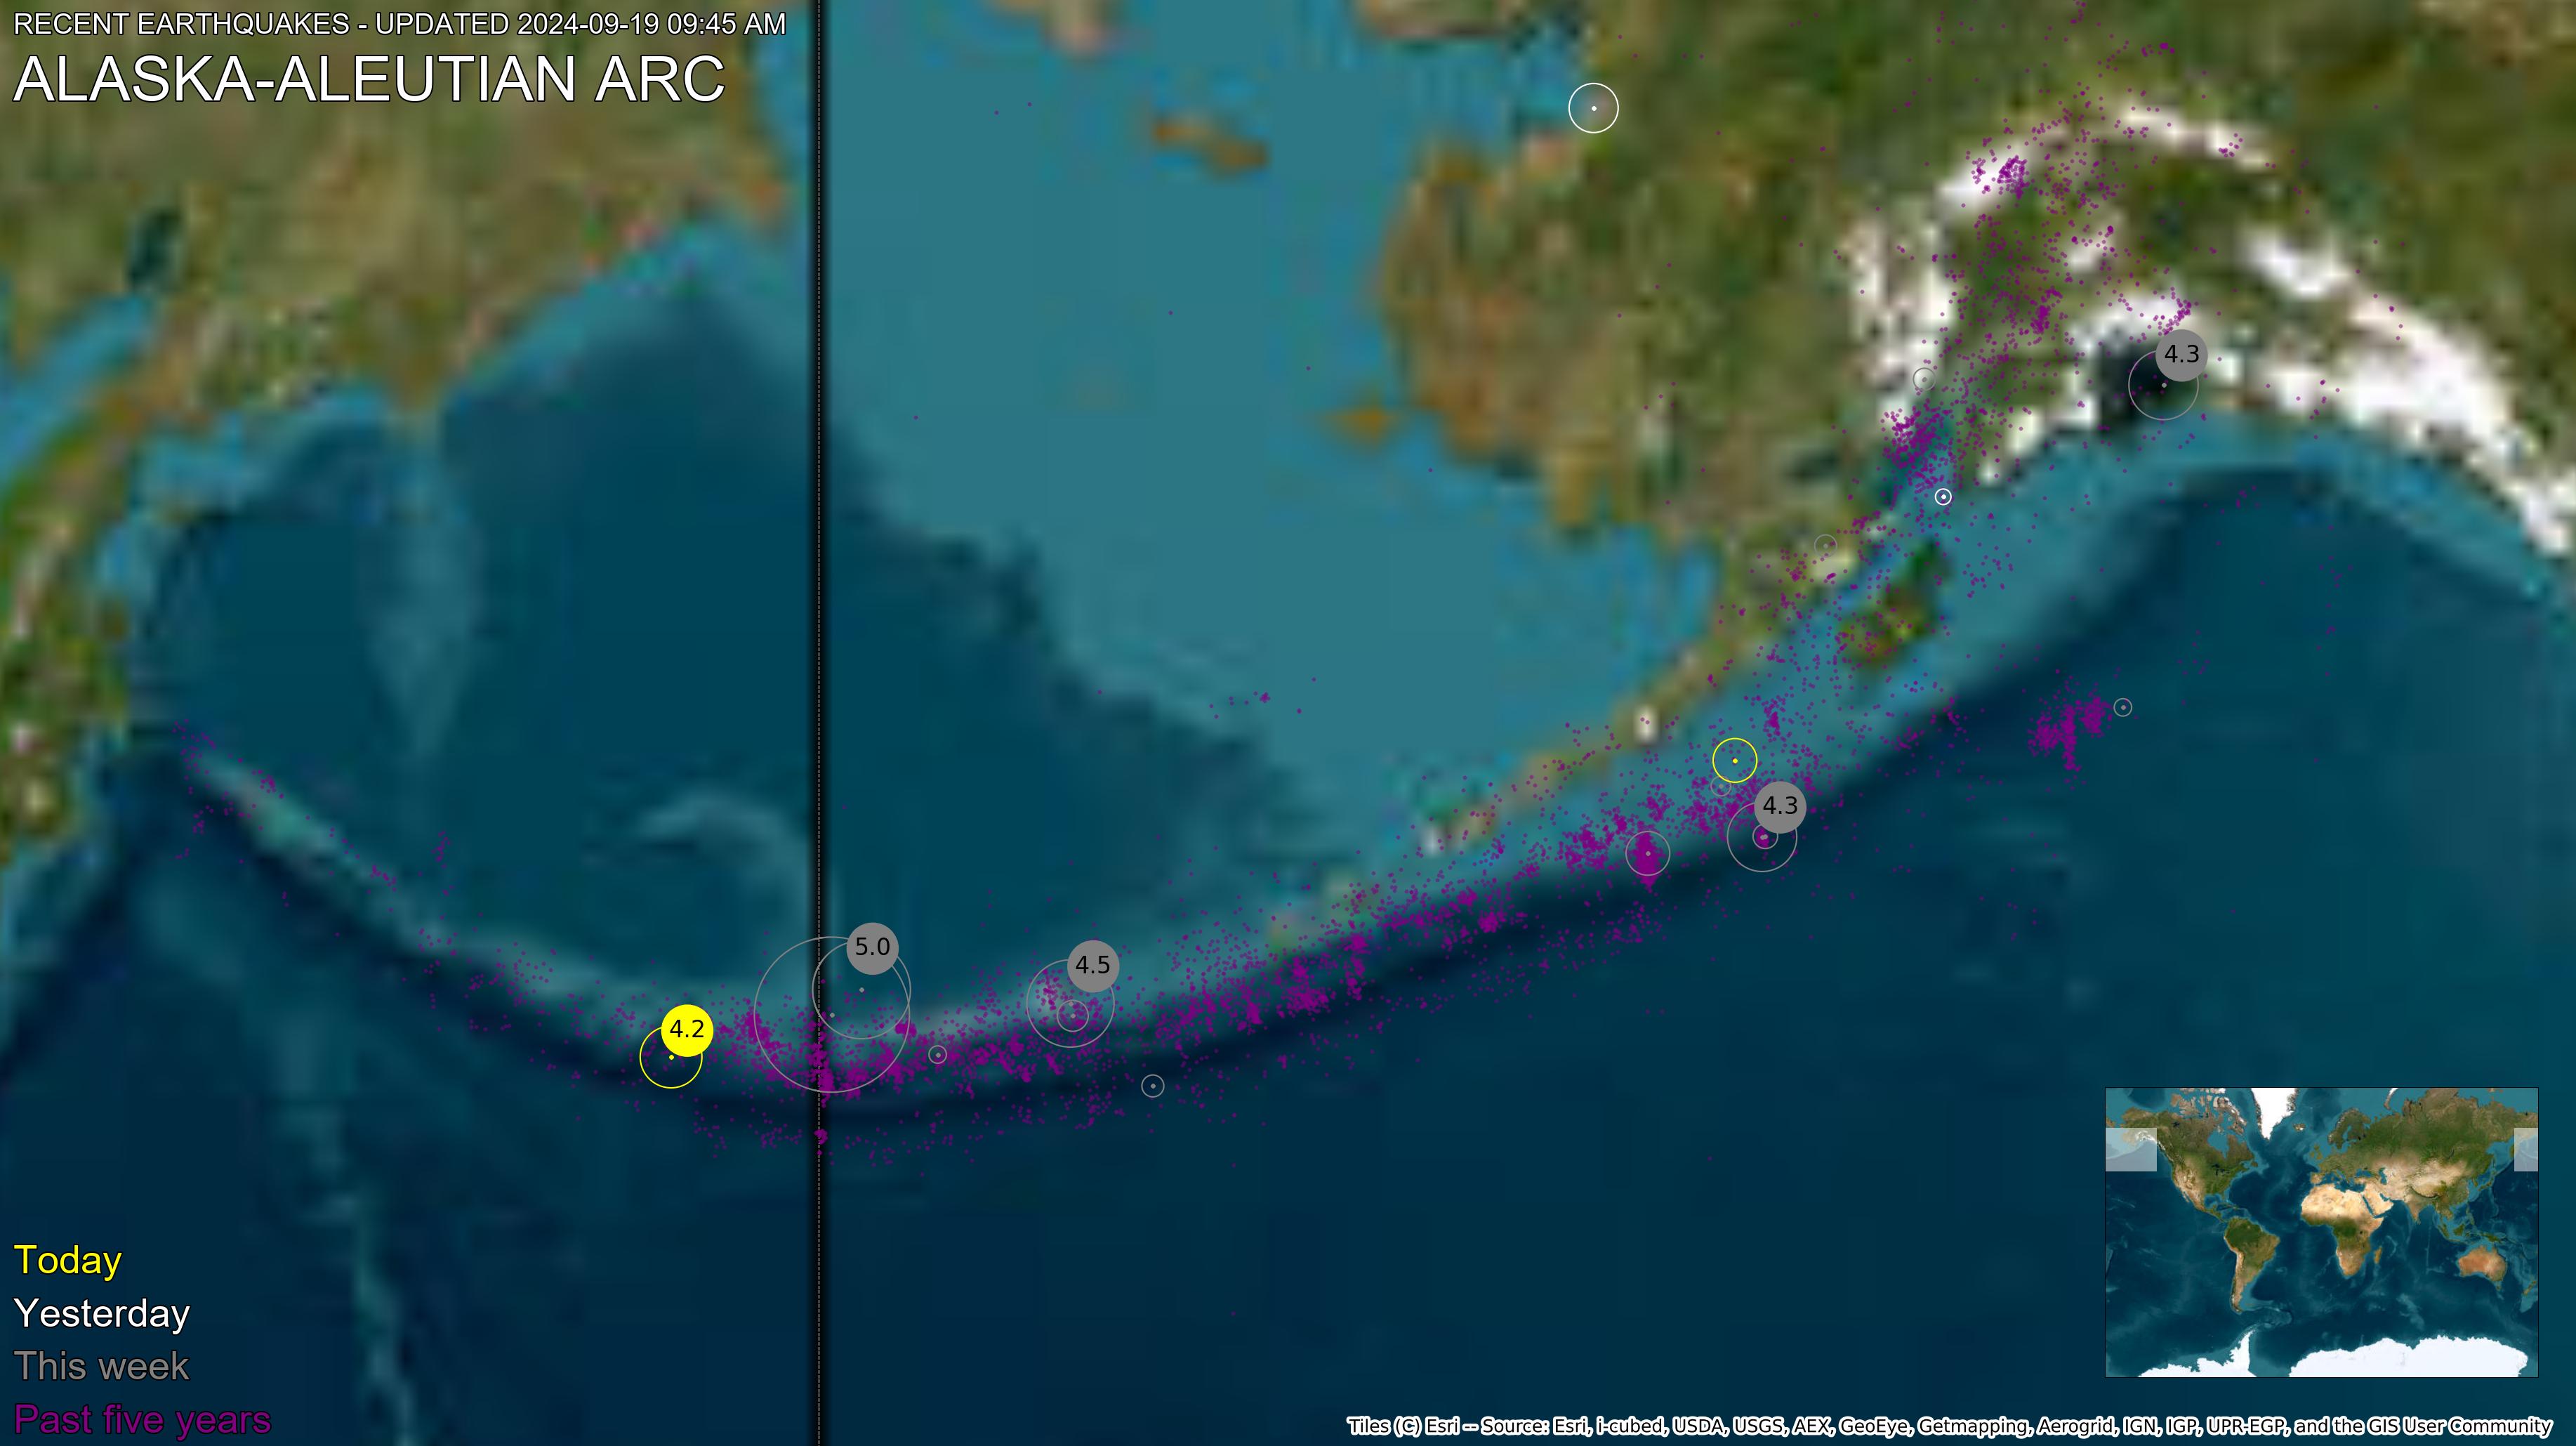 RECENT EARTHQUAKES - UPDATED 2024-09-19 09:45 AM
ALASKA-ALEUTIAN ARC
4.3
4.3
5.0
4.5
4.2
Today
Yesterday
This week
Past five years
Tiles (C) Esri -- Source: Esri, i-cubed, USDA, USGS, AEX, GeoEye, Getmapping, Aerogrid, IGN, IGP, UPR-EGP, and the GIS User Community